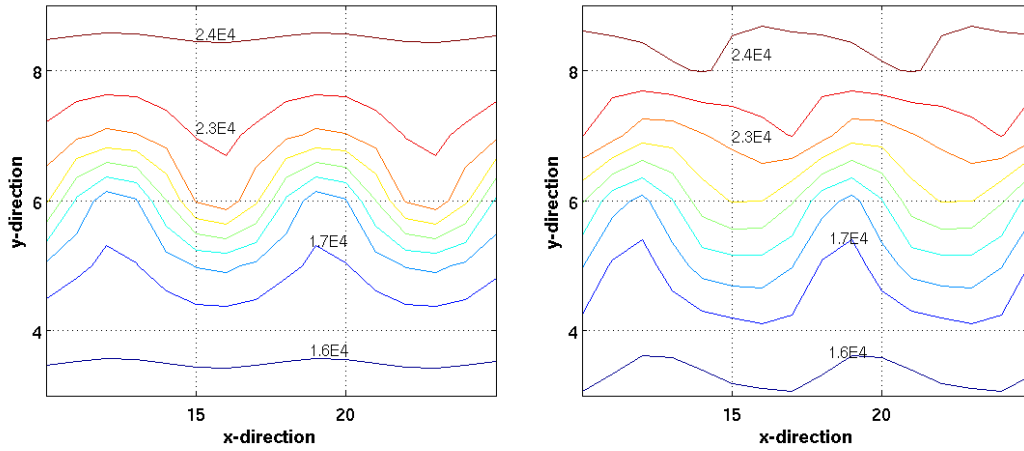 2.4E4
8
2.3E4
6
1.7E4
4
1.6E4
15
20
x-direction
y-direction
2.4E4
8
2.3E4
6
1.7E4
4
1.6E4
15
20
x-direction
y-direction